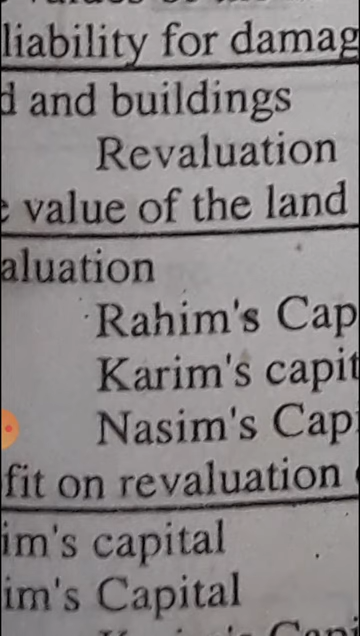 liability for damag
d and buildings
Revaluation
e value of the land
aluation
Rahim's Cap
Karim's capit
Nasim's Cap
fit on revaluation
im's capital
im's Capital